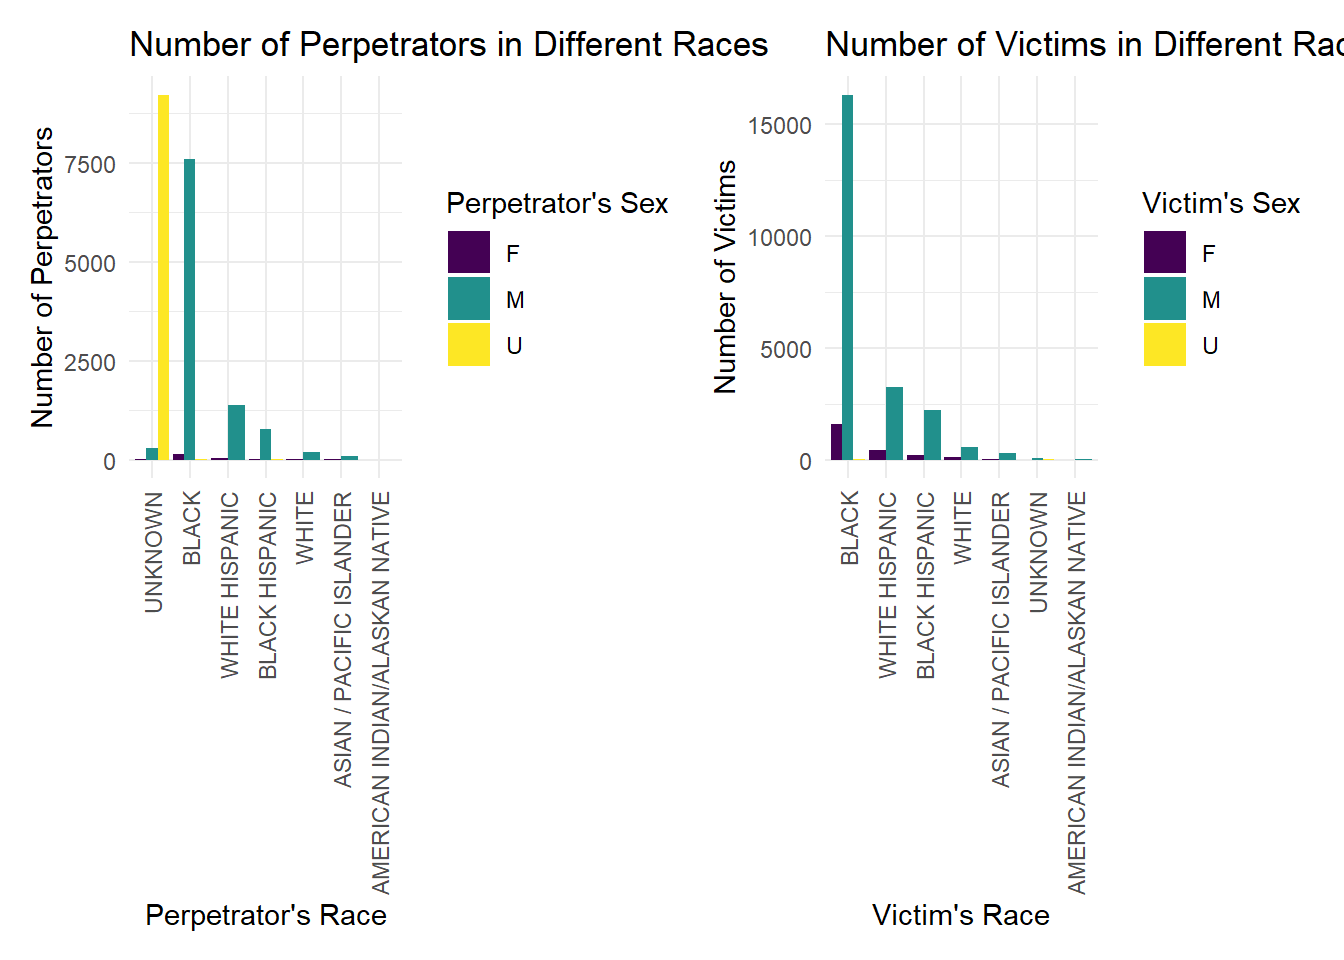 Number of Perpetrators in Different Races
Number of Perpetrators
7500
5000
2500
0
UNKNOWN
BLACK
WHITE HISPANIC
BLACK HISPANIC
WHITE
ASIAN / PACIFIC ISLANDER
AMERICAN INDIAN/ALASKAN NATIVE
Perpetrator's Race
Perpetrator's Sex
F
M
U
Number of Victims in Different Rac
Number of Victims
15000
10000
5000
0
BLACK
WHITE HISPANIC
BLACK HISPANIC
WHITE
ASIAN / PACIFIC ISLANDER
UNKNOWN
AMERICAN INDIAN/ALASKAN NATIVE
Victim's Race
Victim's Sex
F
M
U